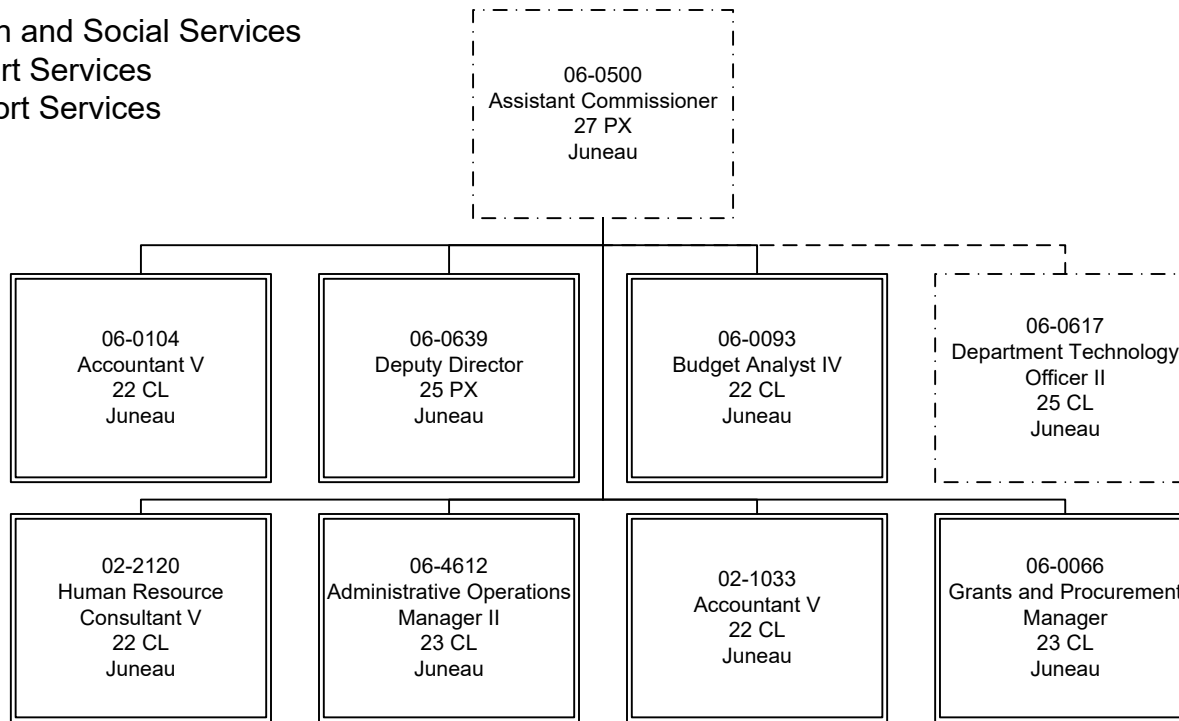 and Social Services
Services
Services
06-0500
Assistant Commissioner
27 PX
Juneau
06-0104
Accountant V
22 CL
Juneau
06-0639
Deputy Director
25 PX
Juneau
06-0093
Budget Analyst IV
22 CL
Juneau
06-0617
Department Technology
Officer II
25 CL
Juneau
02-2120
Human Resource
Consultant V
22 CL
Juneau
06-4612
Administrative Operations
Manager II
23 CL
Juneau
02-1033
Accountant V
22 CL
Juneau
06-0066
Grants and Procurement
Manager
23 CL
Juneau